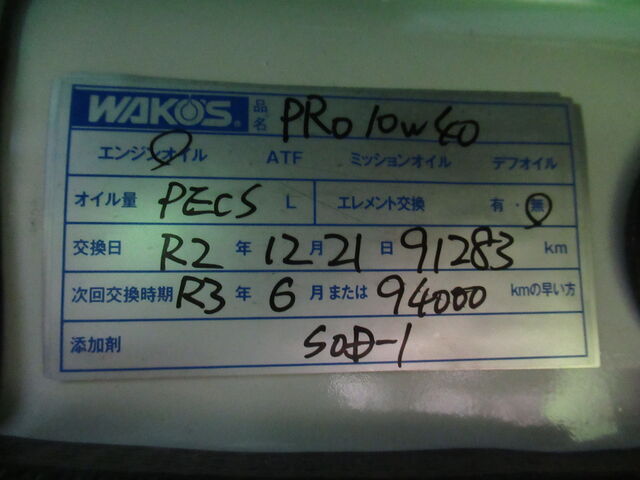 WAKO'S® 品名 PRO 10w40
エンジンオイル ATF ミッションオイル デフオイル
オイル量 PECS L エレメント交換 有・無
交換日 R2 年 12 月 21 日 91283 km
次回交換時期 R3 年 6 月または 94000 kmの早い方
添加剤 SOD-1